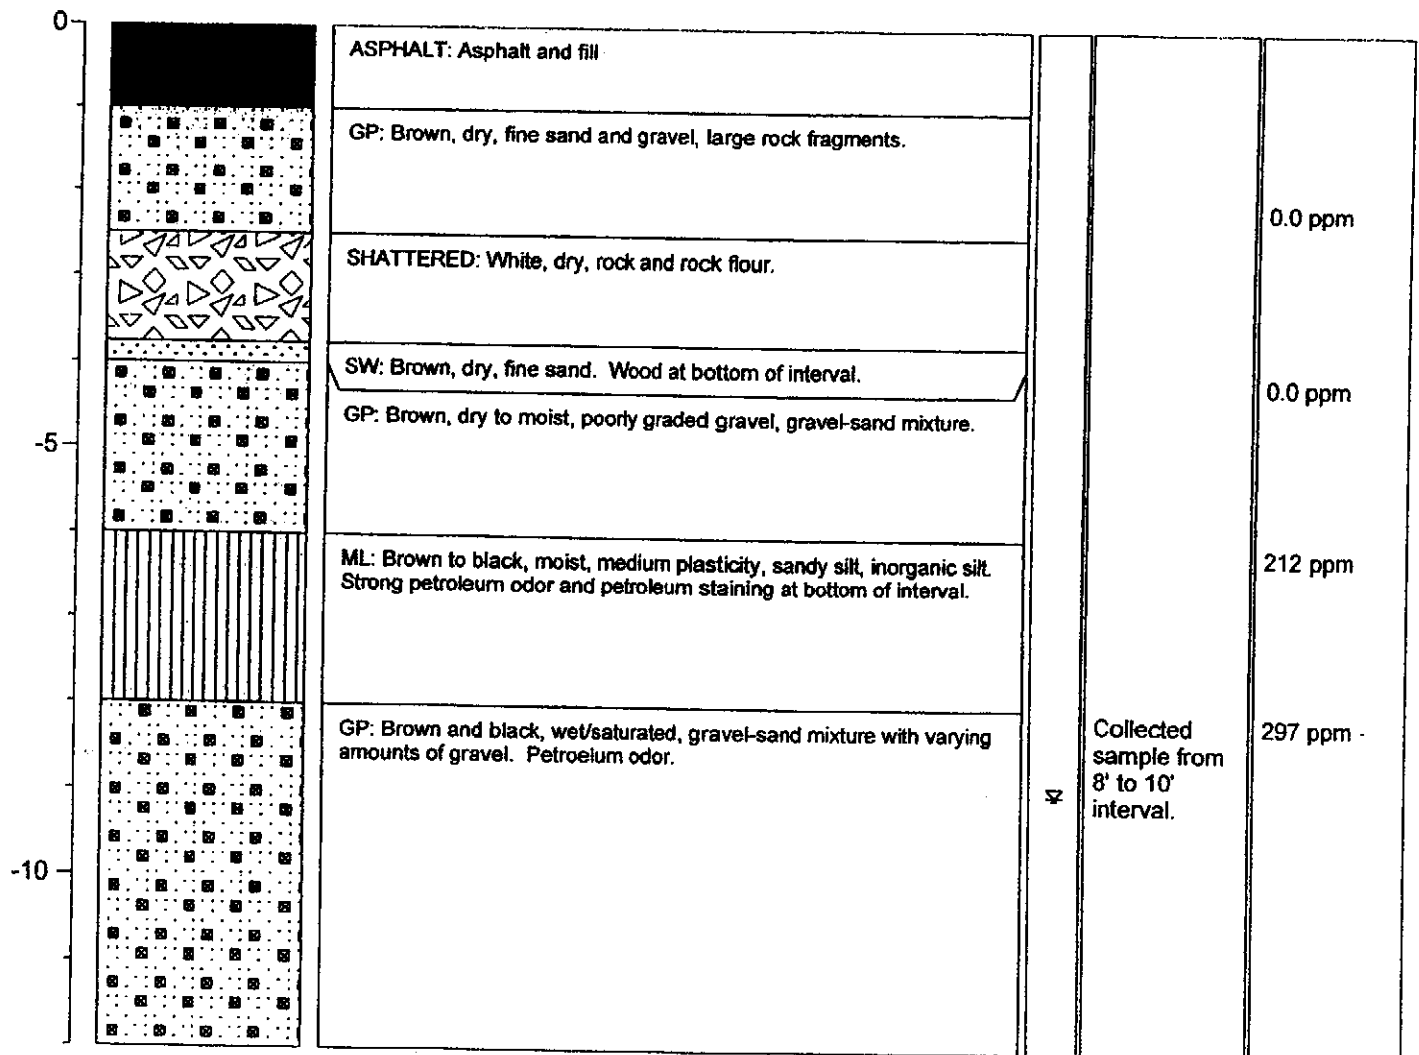 0
ASPHALT: Asphalt and fill
GP: Brown, dry, fine sand and gravel, large rock fragments.
0.0 ppm
SHATTERED: White, dry, rock and rock flour.
SW: Brown, dry, fine sand. Wood at bottom of interval.
0.0 ppm
GP: Brown, dry to moist, poorly graded gravel, gravel-sand mixture.
-5
ML: Brown to black, moist, medium plasticity, sandy silt, inorganic silt.
Strong petroleum odor and petroleum staining at bottom of interval.
212 ppm
GP: Brown and black, wet/saturated, gravel-sand mixture with varying
amounts of gravel. Petroelum odor.
Collected
sample from
8' to 10'
interval.
297 ppm
-10